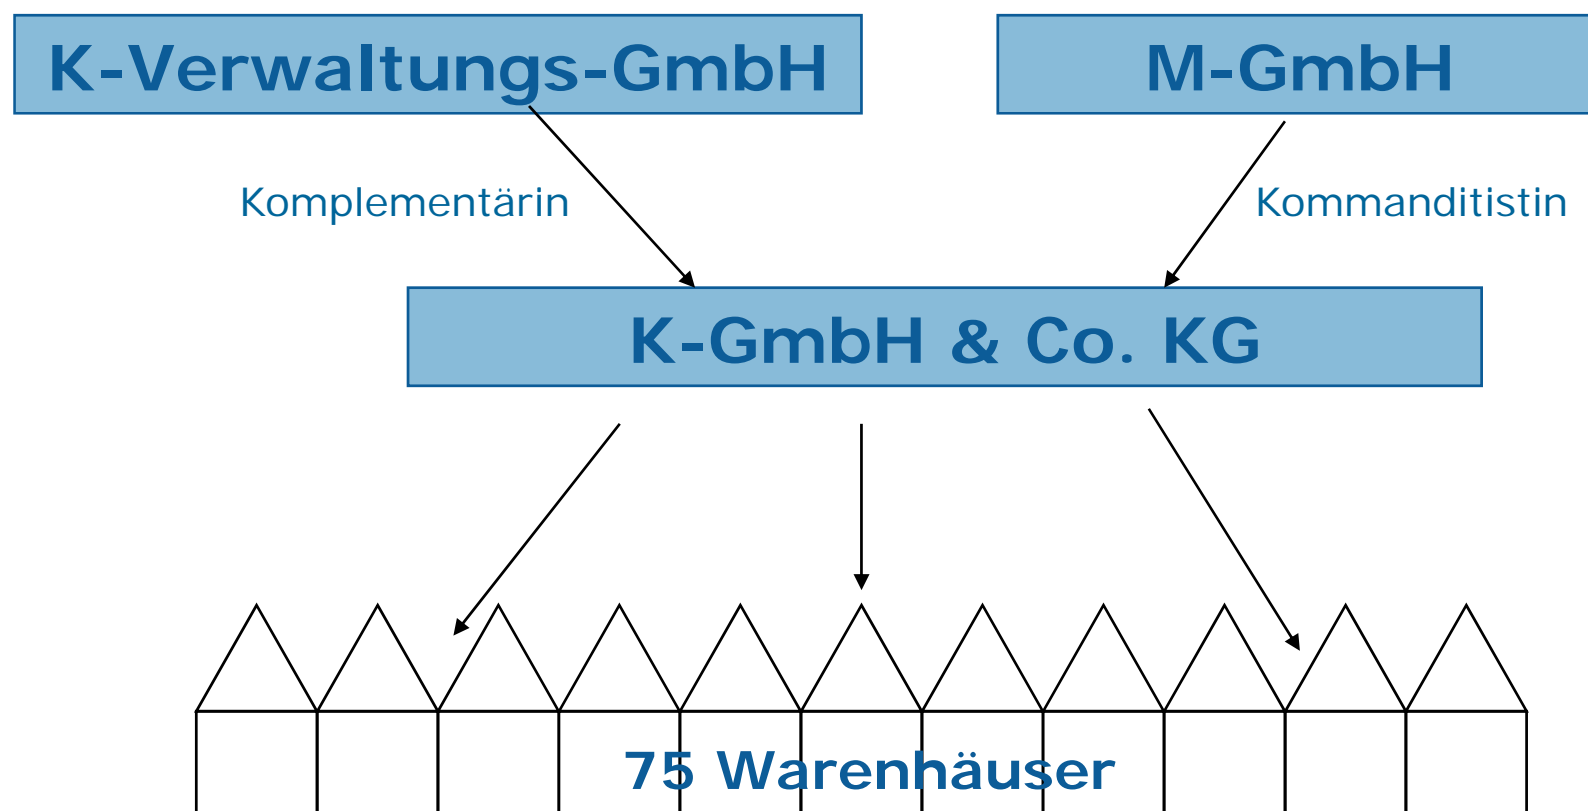 K-Verwaltungs-GmbH
M-GmbH
Komplementärin
Kommanditistin
K-GmbH & Co. KG
75 Warenhäuser